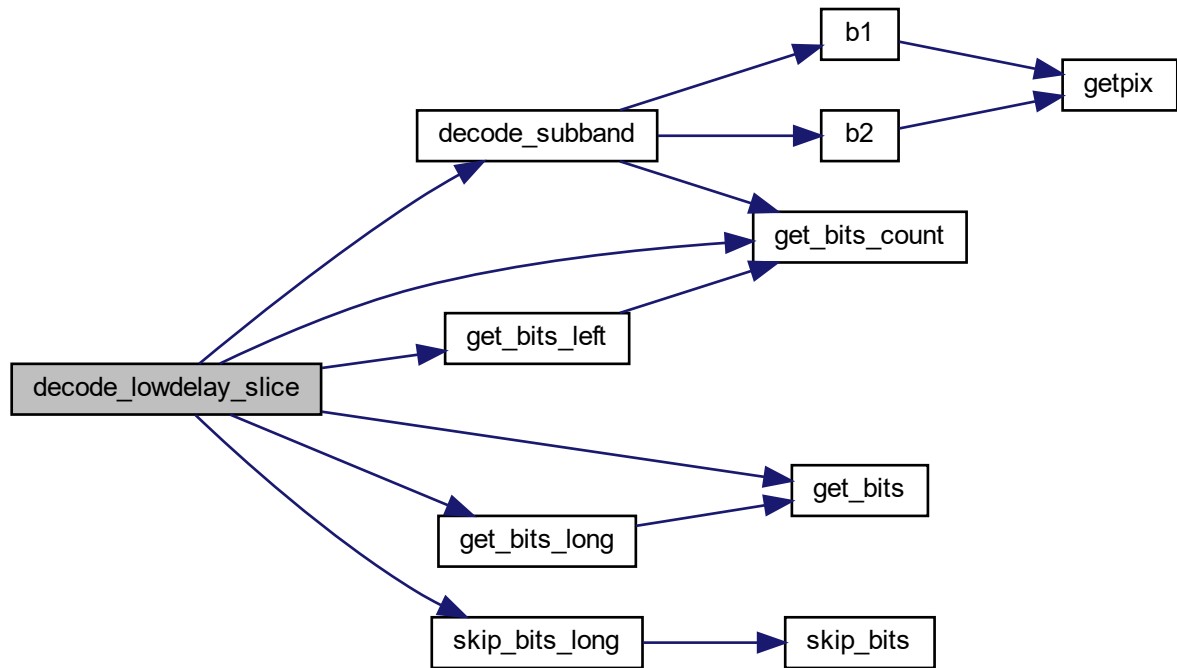 b1
getpix
decode_subband
b2
get_bits_count
get_bits_left
decode_lowdelay_slice
get_bits
get_bits_long
skip_bits_long
skip_bits